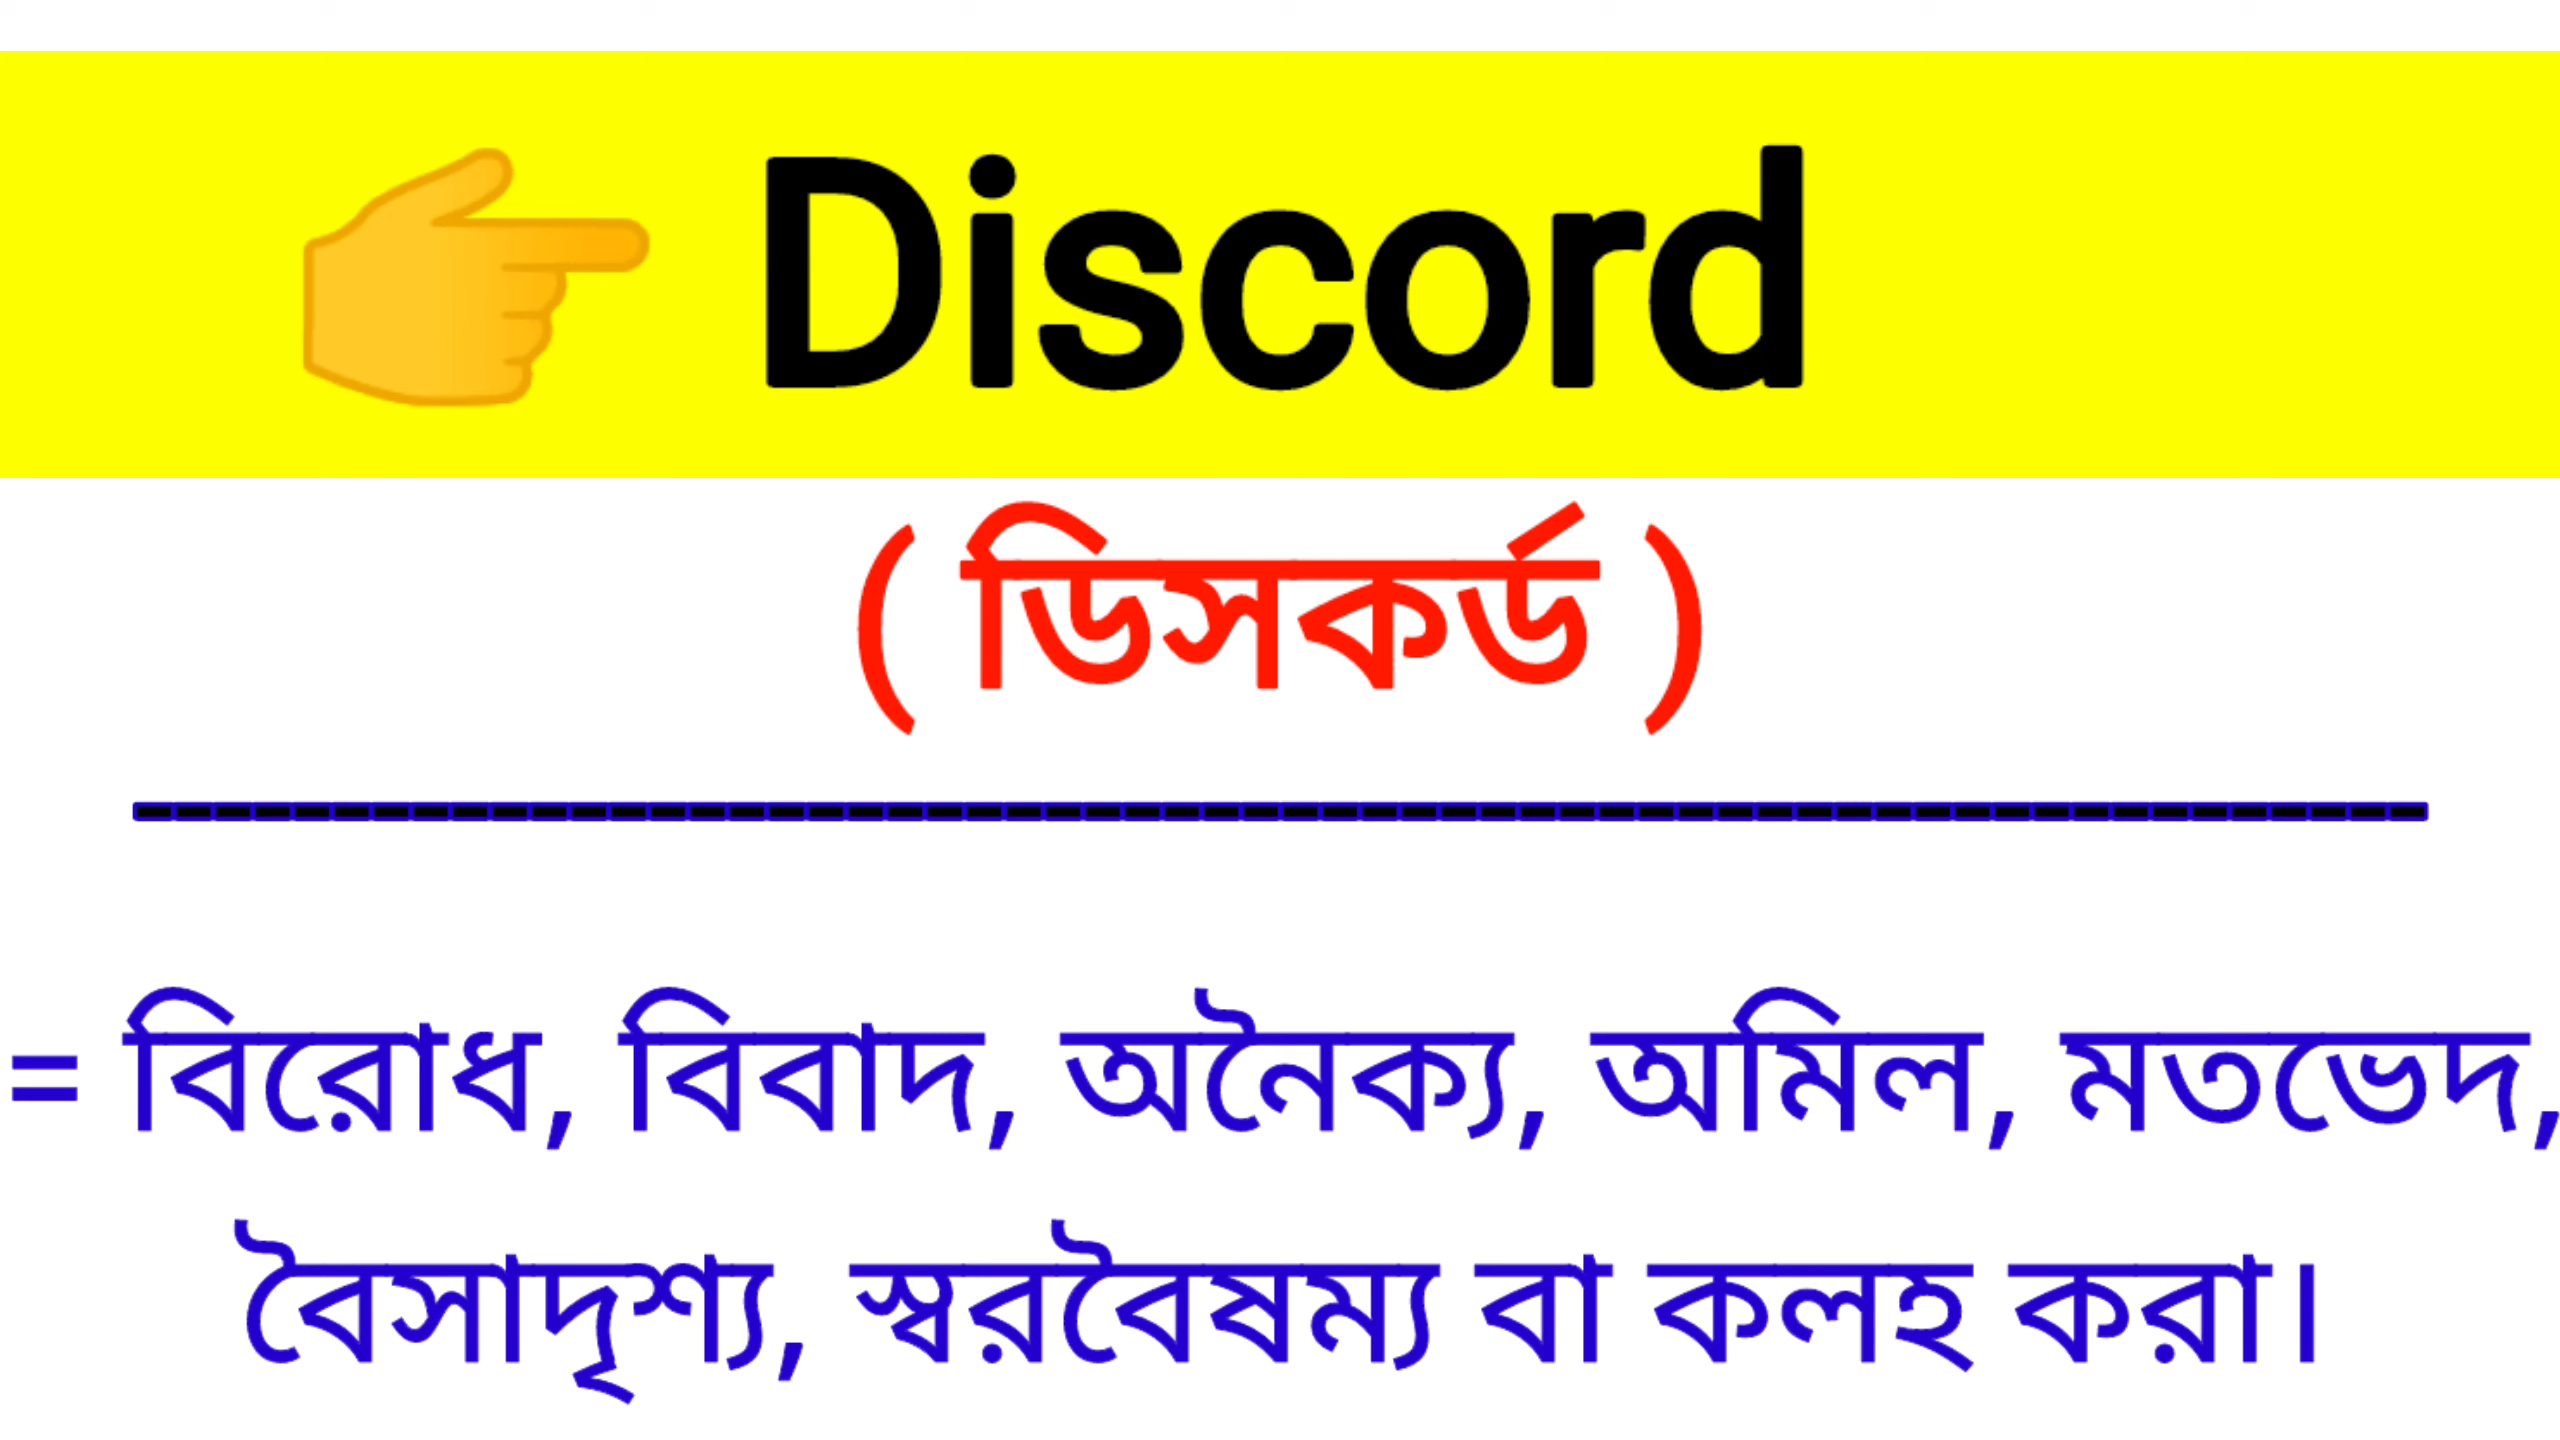 👉 Discord
( ডিসকর্ড )
----------------------------------------------------------
= বিরোধ, বিবাদ, অনৈক্য, অমিল, মতভেদ,
বৈসাদৃশ্য, স্বরবৈষম্য বা কলহ করা।